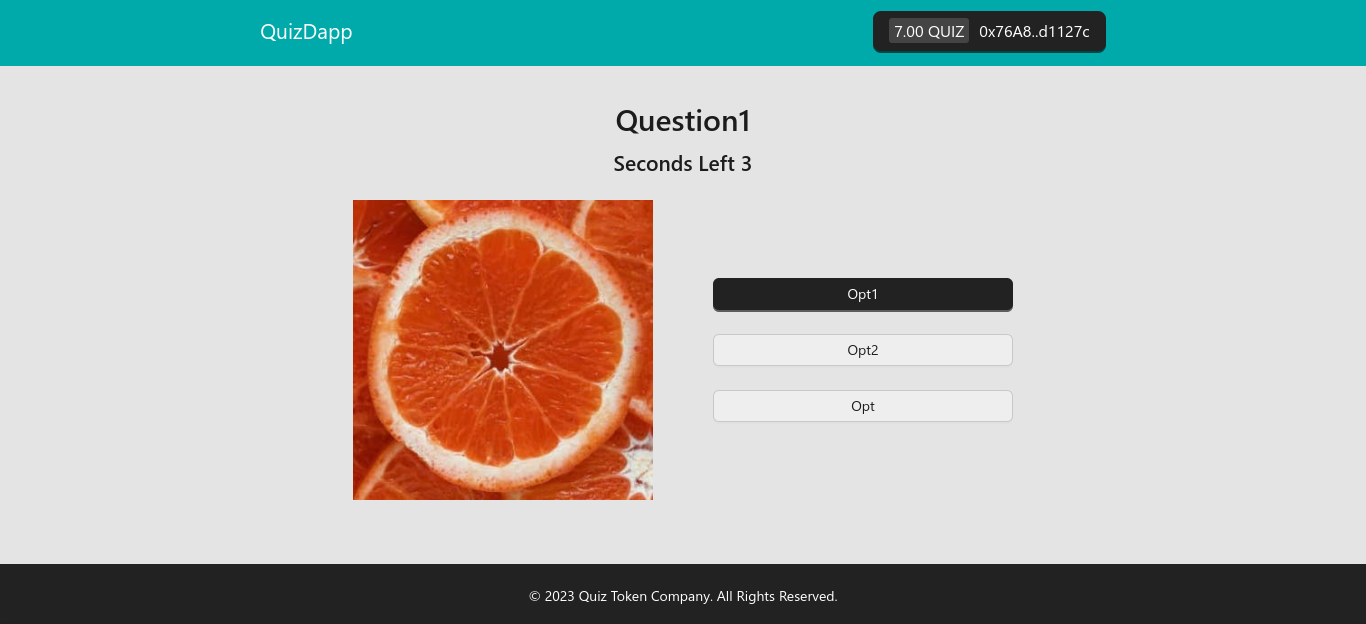 QuizDapp
7.00 QUIZ 0x76A8..d1127c
Question1
Seconds Left 3
Opt1
Opt2
Opt
© 2023 Quiz Token Company. All Rights Reserved.